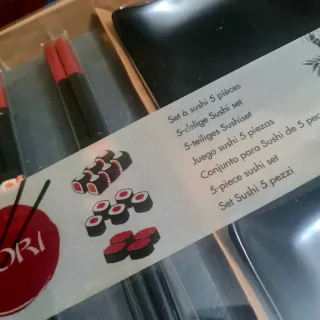 Set à sushi 5 pièces
5-delige Sushi set
5-teiliges Sushiset
Juego sushi 5 piezas
Conjunto para Sushi de 5 peç
5-piece sushi set
Set Sushi 5 pezzi
ORI